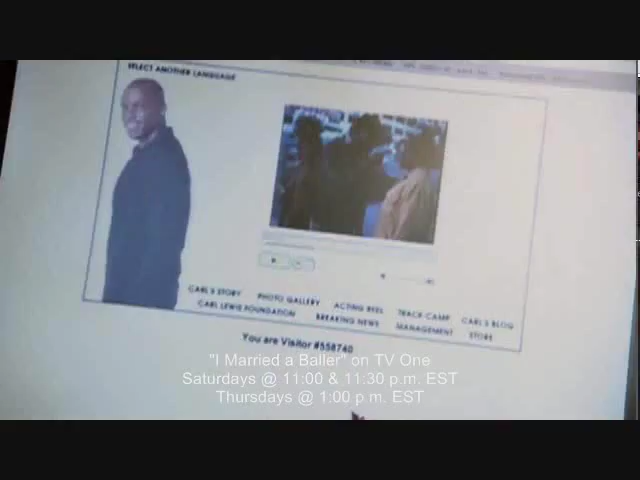 SELECT ANOTHER LANGUAGE
CARL'S STORY PHOTO GALLERY ACTING REEL TRACK CAMP CARL'S BLOG
CARL LEWIS FOUNDATION BREAKING NEWS MANAGEMENT STORE
You are Visitor #558740
"I Married a Baller" on TV One
Saturdays @ 11:00 & 11:30 p.m. EST
Thursdays @ 1:00 p m. EST